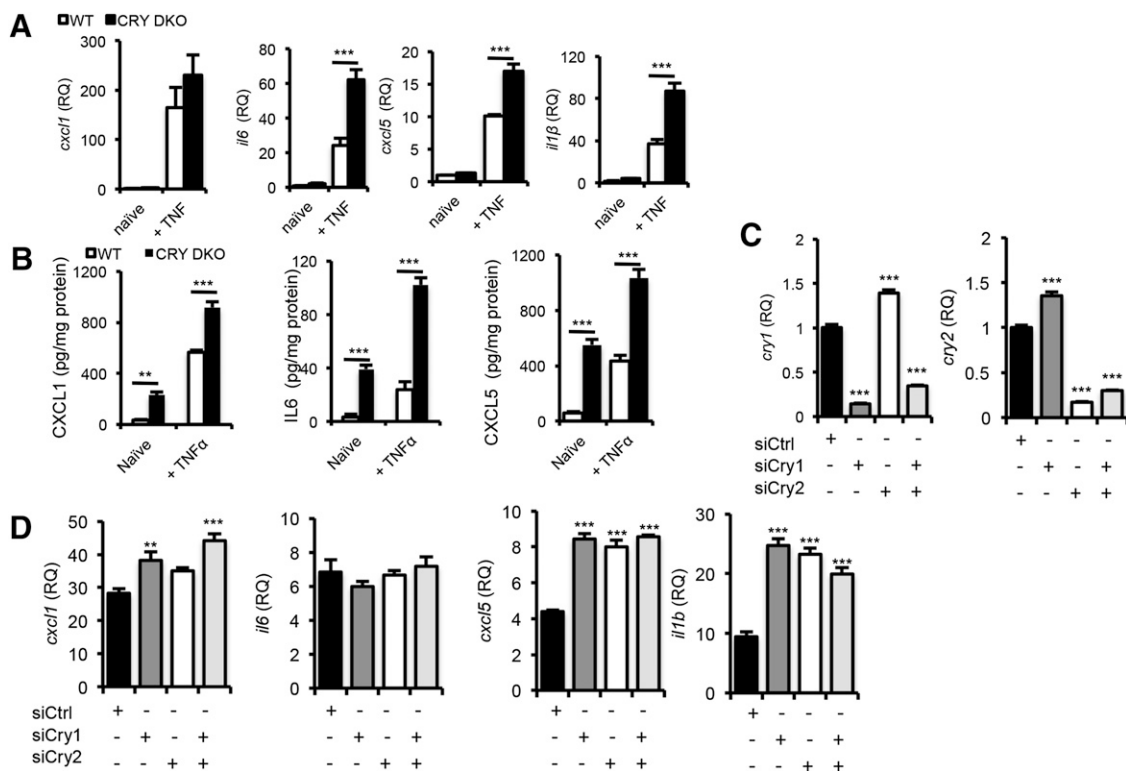 A
WT CRY DKO
cxcl1 (RQ)
300
200
100
0
naïve
+ TNF
il6 (RQ)
80
60
40
20
0
***
naïve
+ TNF
cxcl5 (RQ)
20
15
10
5
0
***
naïve
+ TNF
il1β (RQ)
120
80
40
0
***
naïve
+ TNF
B
WT CRY DKO
CXCL1 (pg/mg protein)
1200
900
600
300
0
**
***
Naïve
+ TNFα
IL6 (pg/mg protein)
120
80
40
0
***
***
Naïve
+ TNFα
CXCL5 (pg/mg protein)
1200
800
400
0
***
***
Naïve
+ TNFα
C
cry1 (RQ)
2
1.5
1
0.5
0
***
***
***
cry2 (RQ)
2
1.5
1
0.5
0
***
***
***
siCtrl + - - - + - - -
siCry1 - + - + - + - +
siCry2 - - + + - - + +
D
cxcl1 (RQ)
50
40
30
20
10
0
**
***
il6 (RQ)
10
8
6
4
2
0
cxcl5 (RQ)
10
8
6
4
2
0
***
***
***
il1b (RQ)
30
20
10
0
***
***
***
siCtrl + - - - + - - - + - - - + - - -
siCry1 - + - + - + - + - + - + - + - +
siCry2 - - + + - - + + - - + + - - + +